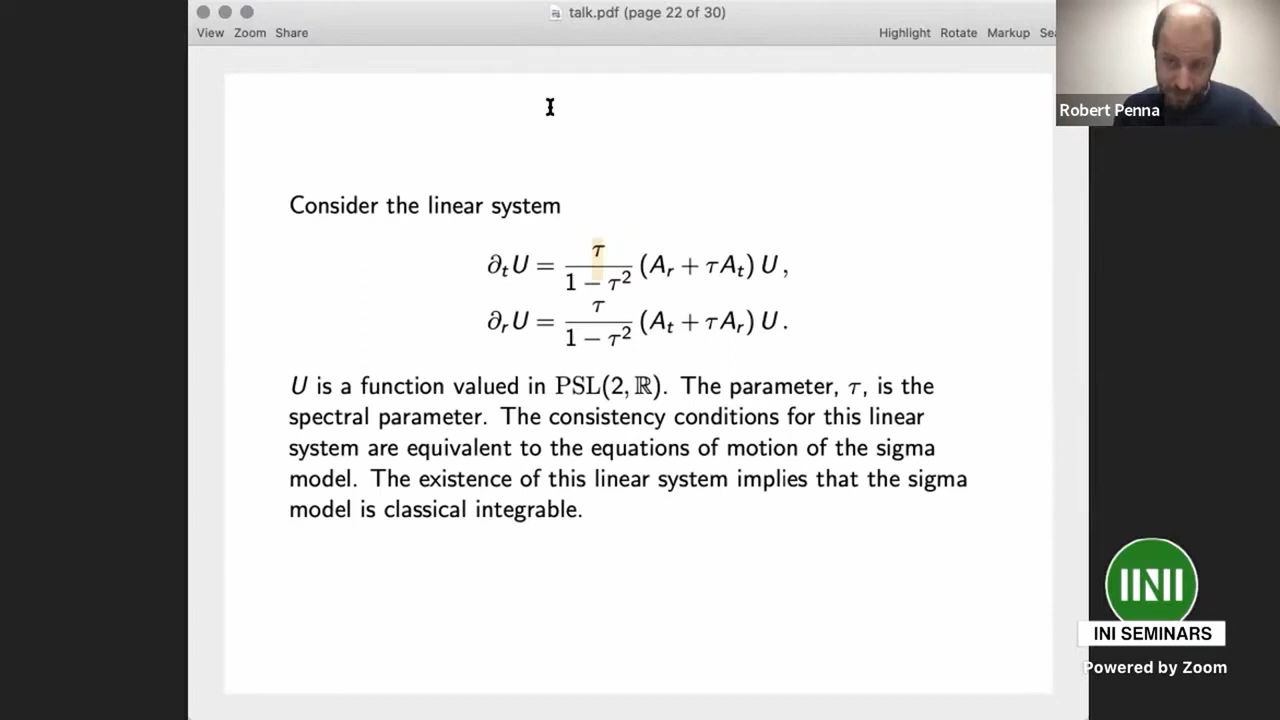 talk.pdf (page 22 of 30)
View Zoom Share
Highlight Rotate Markup
Robert Penna
Consider the linear system
∂ₜU = τ/(1 − τ²) (Aᵣ + τAₜ) U ,
∂ᵣU = τ/(1 − τ²) (Aₜ + τAᵣ) U .
U is a function valued in PSL(2, ℝ). The parameter, τ, is the
spectral parameter. The consistency conditions for this linear
system are equivalent to the equations of motion of the sigma
model. The existence of this linear system implies that the sigma
model is classical integrable.
INI SEMINARS
Powered by Zoom